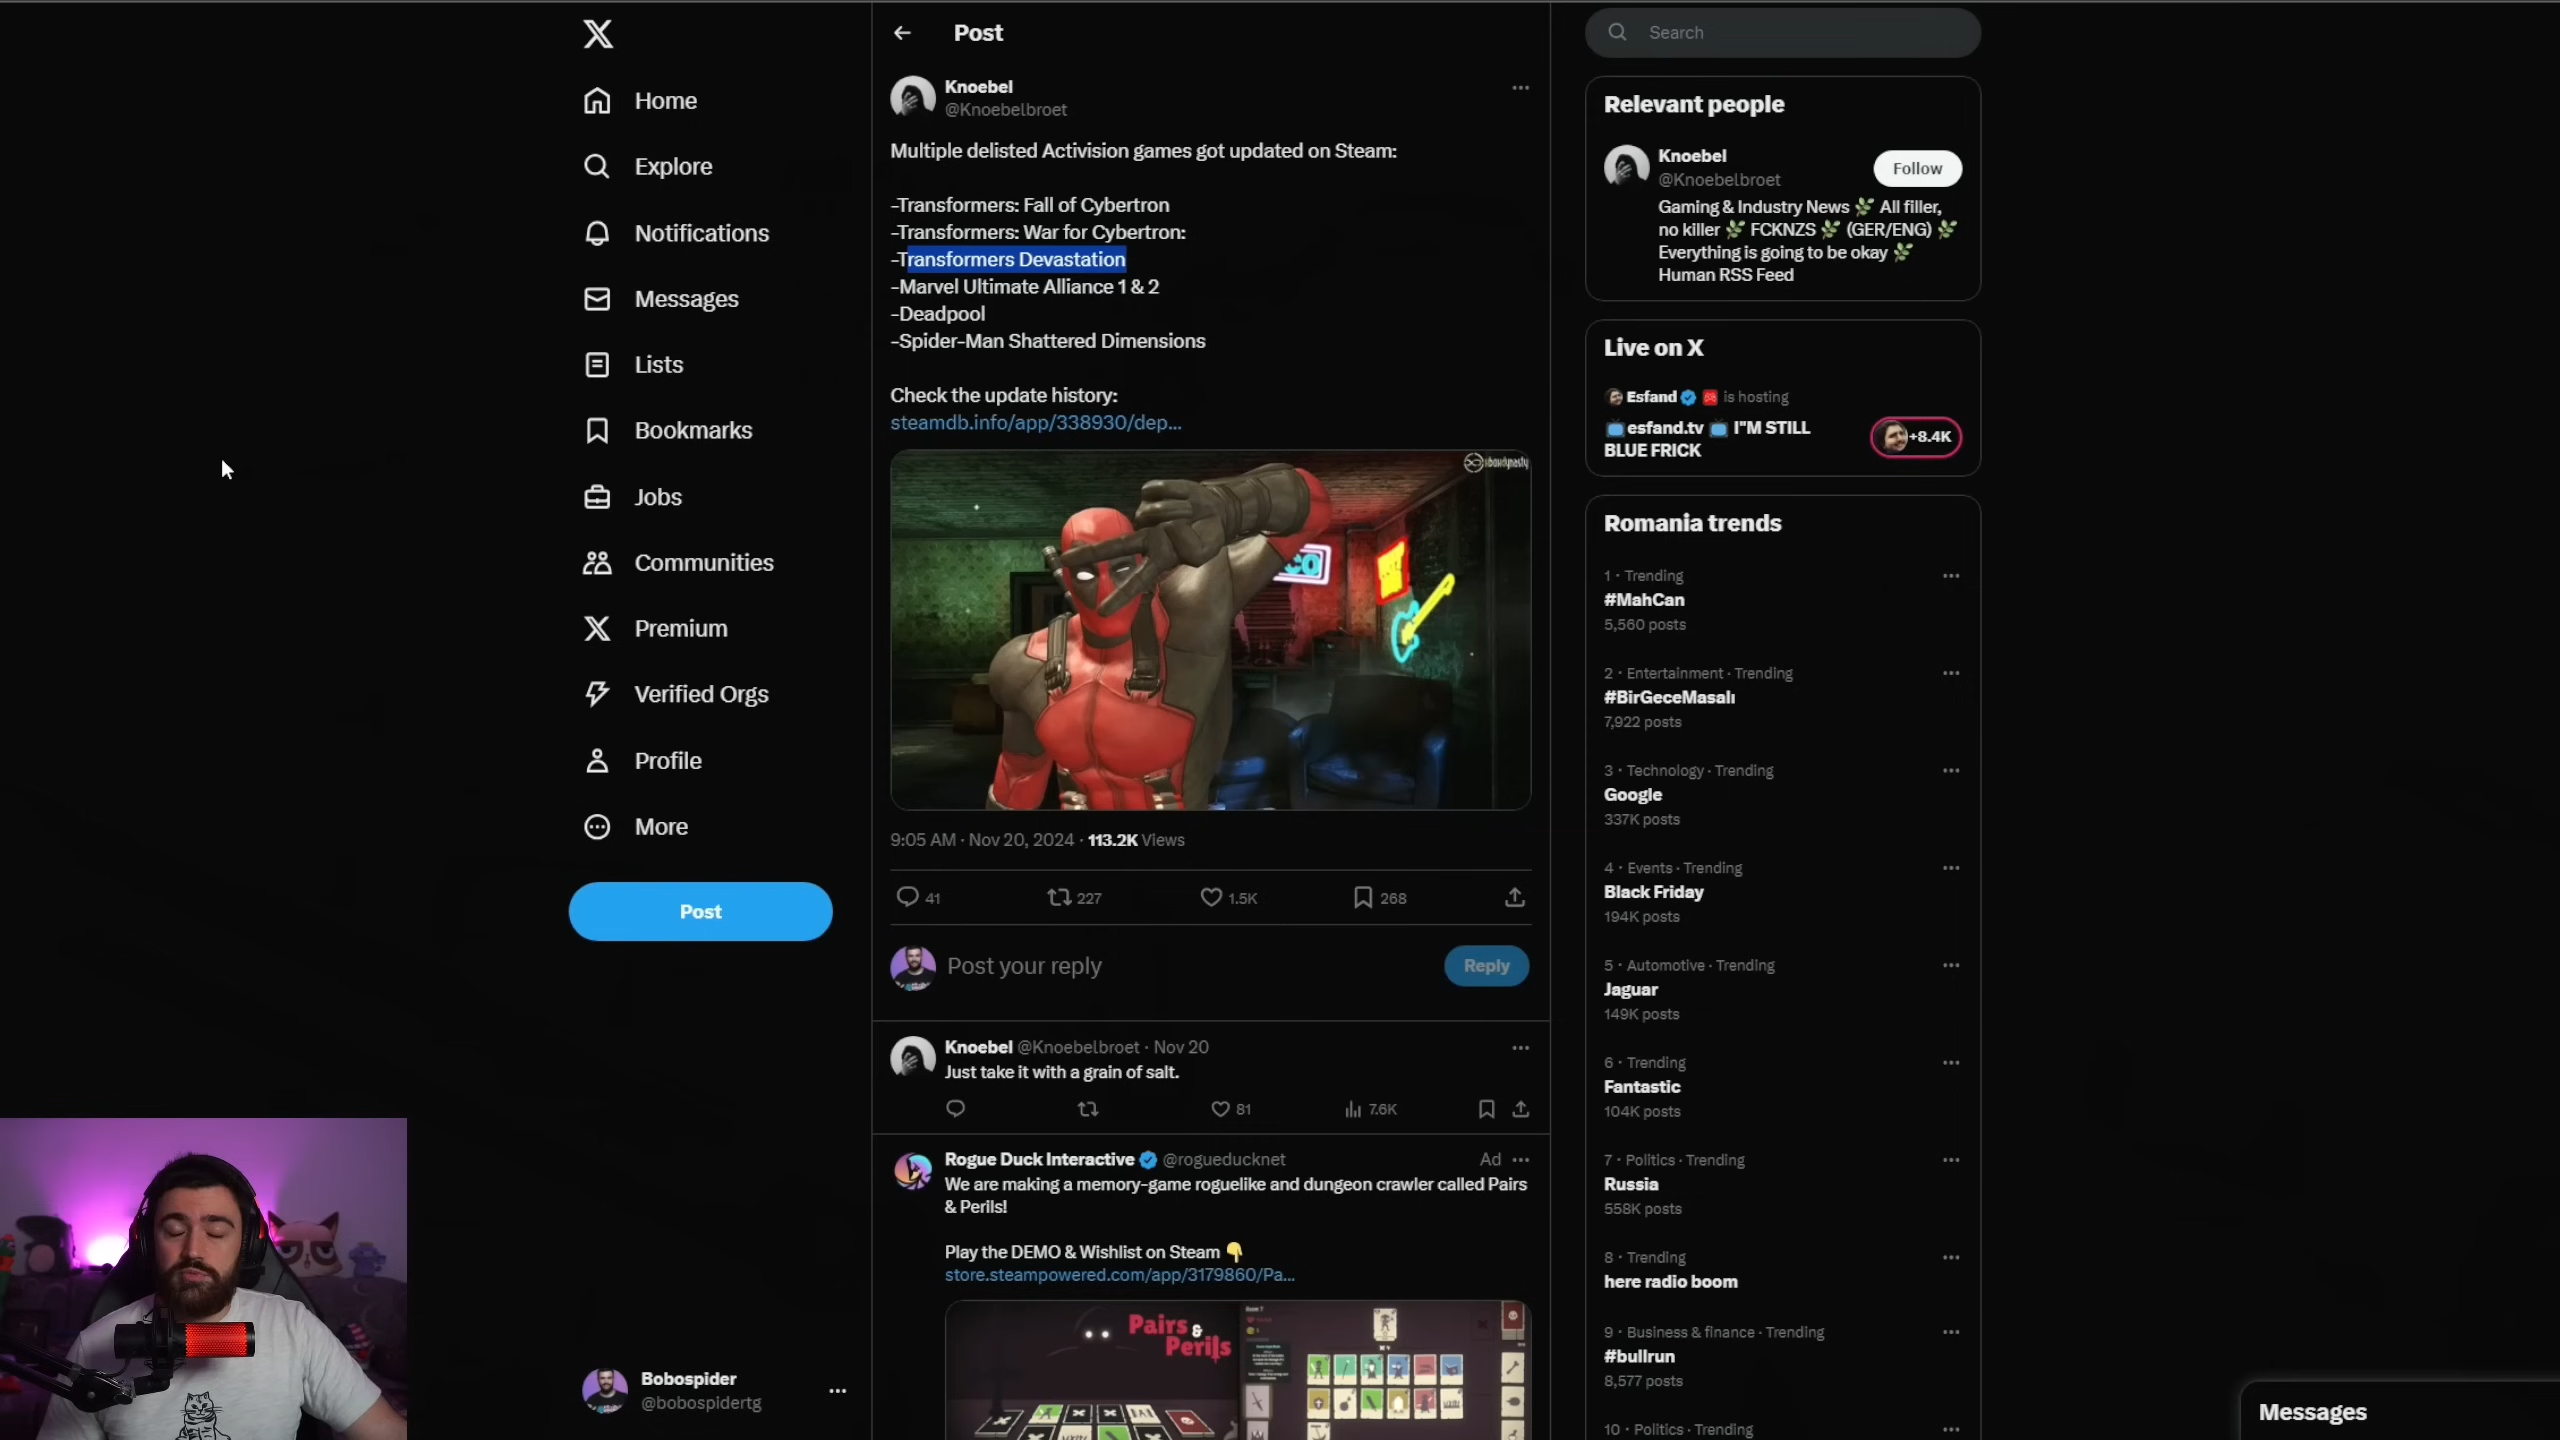 Home
Explore
Notifications
Messages
Lists
Bookmarks
Jobs
Communities
Premium
Verified Orgs
Profile
More
Post
Bobospider
@bobospidertg
Post
Knoebel
@Knoebelbroet
Multiple delisted Activision games got updated on Steam:
-Transformers: Fall of Cybertron
-Transformers: War for Cybertron:
-Transformers Devastation
-Marvel Ultimate Alliance 1 & 2
-Deadpool
-Spider-Man Shattered Dimensions
Check the update history:
steamdb.info/app/338930/dep...
9:05 AM · Nov 20, 2024 · 113.2K Views
41 227 1.5K 268
Post your reply
Reply
Knoebel @Knoebelbroet · Nov 20
Just take it with a grain of salt.
81 7.6K
Rogue Duck Interactive @rogueducknet Ad
We are making a memory-game roguelike and dungeon crawler called Pairs
& Perils!
Play the DEMO & Wishlist on Steam 👇
store.steampowered.com/app/3179860/Pa...
Pairs &
Perils
Search
Relevant people
Knoebel
@Knoebelbroet
Follow
Gaming & Industry News 🌿 All filler,
no killer 🌿 FCKNZS 🌿 (GER/ENG) 🌿
Everything is going to be okay 🌿
Human RSS Feed
Live on X
Esfand is hosting
📺esfand.tv 📺 I"M STILL
BLUE FRICK
+8.4K
Romania trends
1 · Trending
#MahCan
5,560 posts
2 · Entertainment · Trending
#BirGeceMasalı
7,922 posts
3 · Technology · Trending
Google
337K posts
4 · Events · Trending
Black Friday
194K posts
5 · Automotive · Trending
Jaguar
149K posts
6 · Trending
Fantastic
104K posts
7 · Politics · Trending
Russia
558K posts
8 · Trending
here radio boom
9 · Business & finance · Trending
#bullrun
8,577 posts
10 · Politics · Trending
Messages